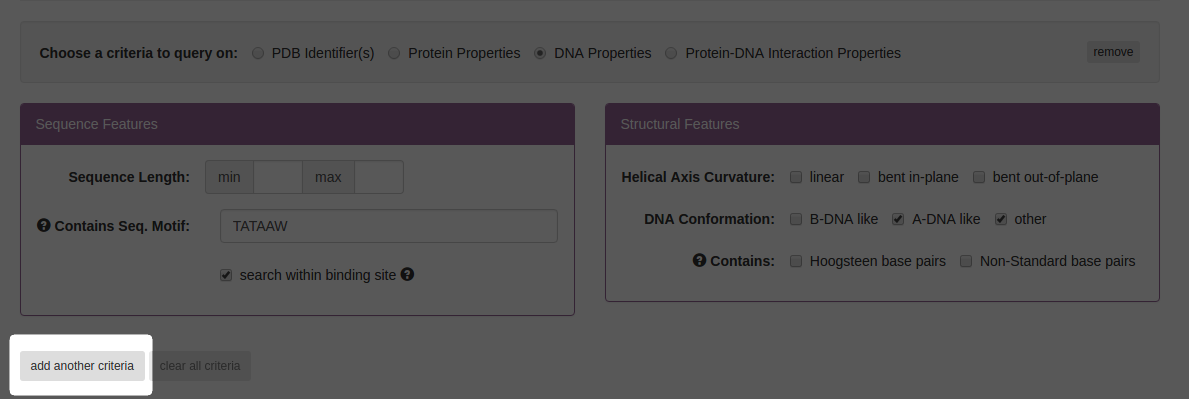 Choose a criteria to query on: PDB Identifier(s) Protein Properties DNA Properties Protein-DNA Interaction Properties remove
Sequence Features
Sequence Length: min max
Contains Seq. Motif: TATAAW
search within binding site
Structural Features
Helical Axis Curvature: linear bent in-plane bent out-of-plane
DNA Conformation: B-DNA like A-DNA like other
Contains: Hoogsteen base pairs Non-Standard base pairs
add another criteria clear all criteria